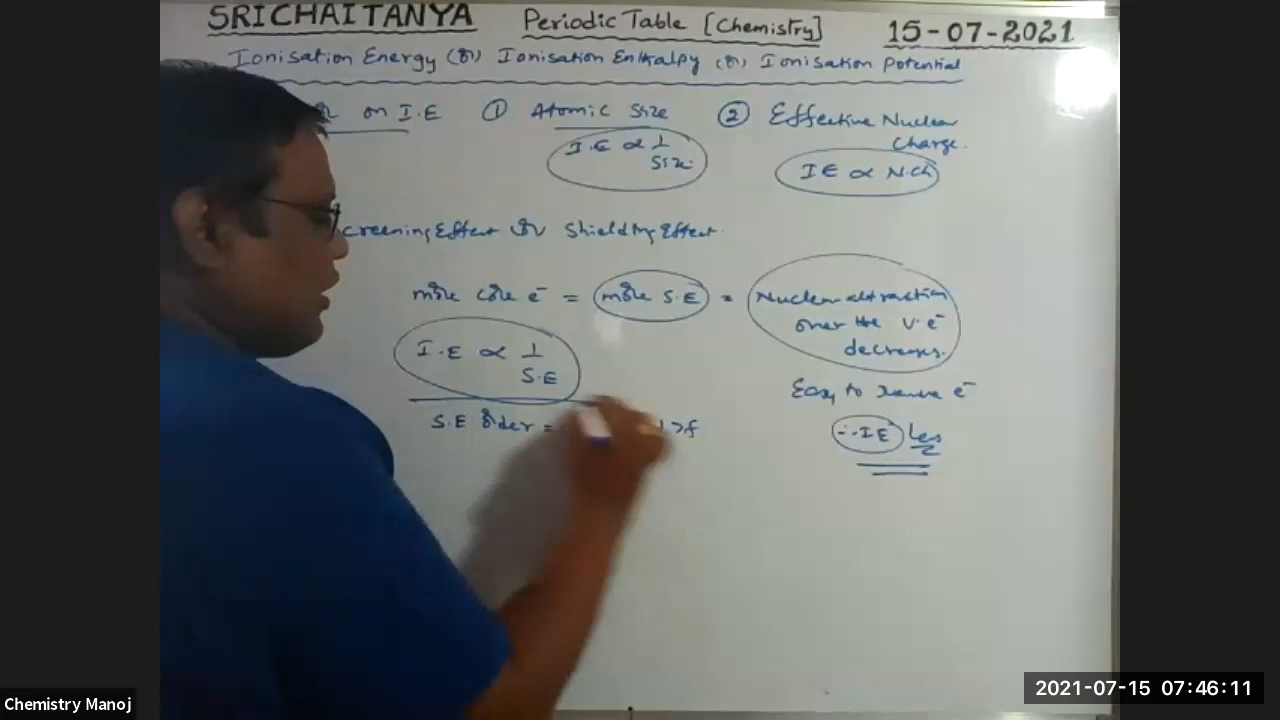 SRICHAITANYA Periodic Table [Chemistry] 15-07-2021
Ionisation Energy (or) Ionisation Enthalpy (or) Ionisation Potential
on I.E ① Atomic Size ② Effective Nuclear Charge.
I.E ∝ 1/Size IE ∝ N.Ch
creening Effect or Shielding Effect.
more core e⁻ = more S.E = Nuclear attraction
over the V.e⁻
decreases.
I.E ∝ 1/S.E
Easy to remove e⁻
S.E order = d>f
∴ IE Less
Chemistry Manoj
2021-07-15 07:46:11